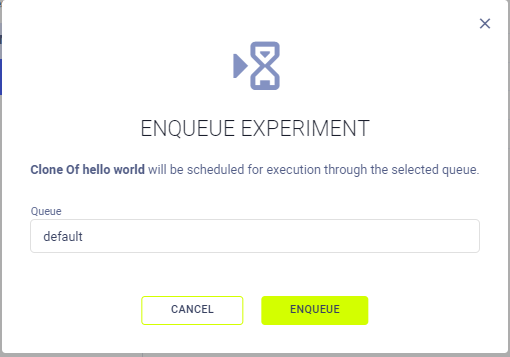 ENQUEUE EXPERIMENT
Clone Of hello world will be scheduled for execution through the selected queue.
Queue
default
CANCEL ENQUEUE